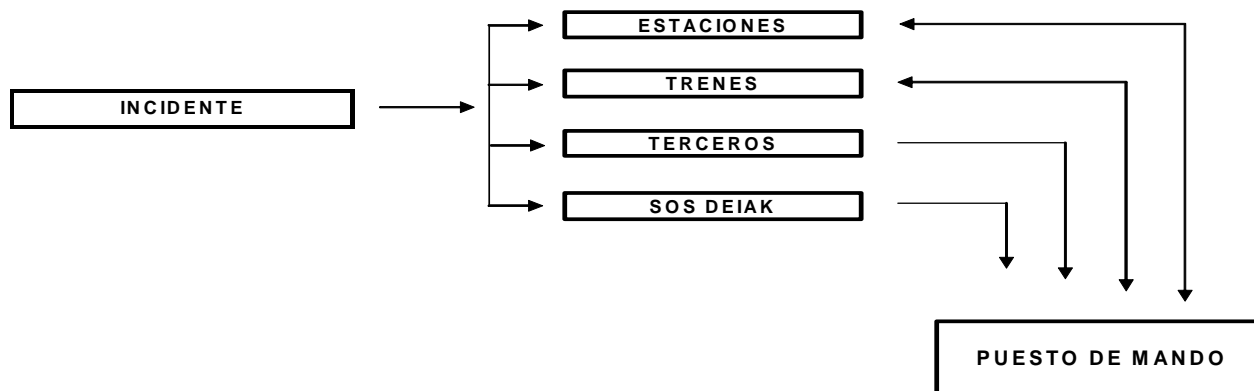 ESTACIONES
TRENES
INCIDENTE
TERCEROS
SOS DEIAK
PUESTO DE MANDO